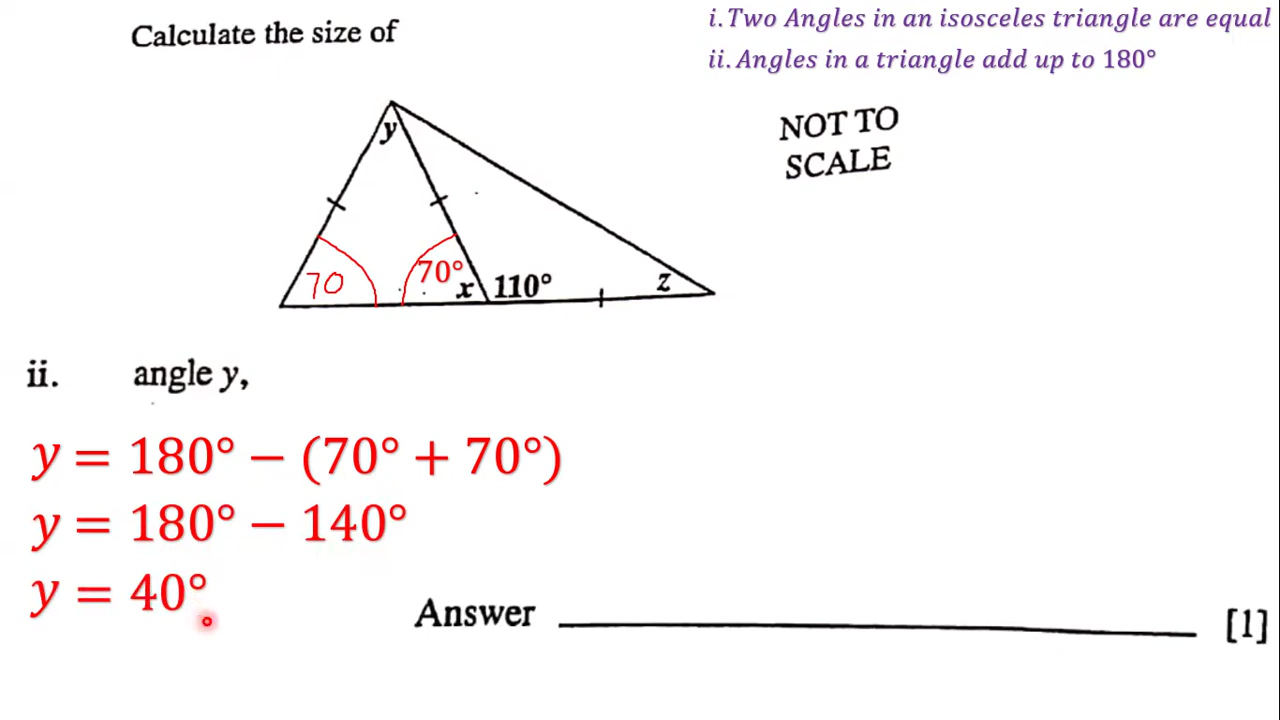 Calculate the size of
i. Two Angles in an isosceles triangle are equal
ii. Angles in a triangle add up to 180°
NOT TO
SCALE
y
70
70°
x
110°
z
ii. angle y,
y = 180° − (70° + 70°)
y = 180° − 140°
y = 40°
Answer [1]